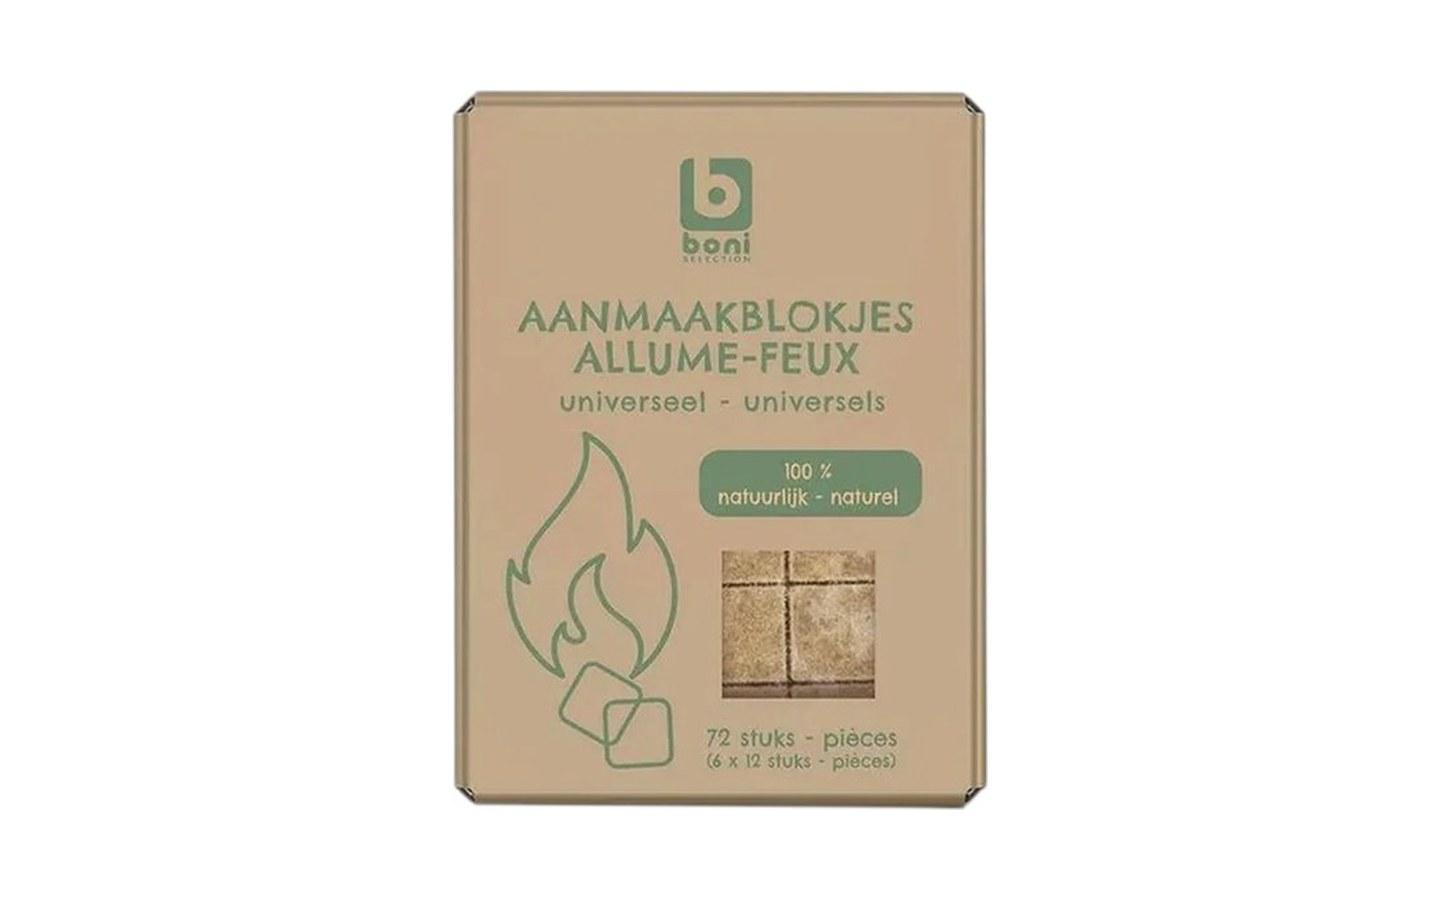 b
boni
SELECTION
AANMAAKBLOKJES
ALLUME-FEUX
universeel - universels
100 %
natuurlijk - naturel
72 stuks - pièces
(6 x 12 stuks - pièces)